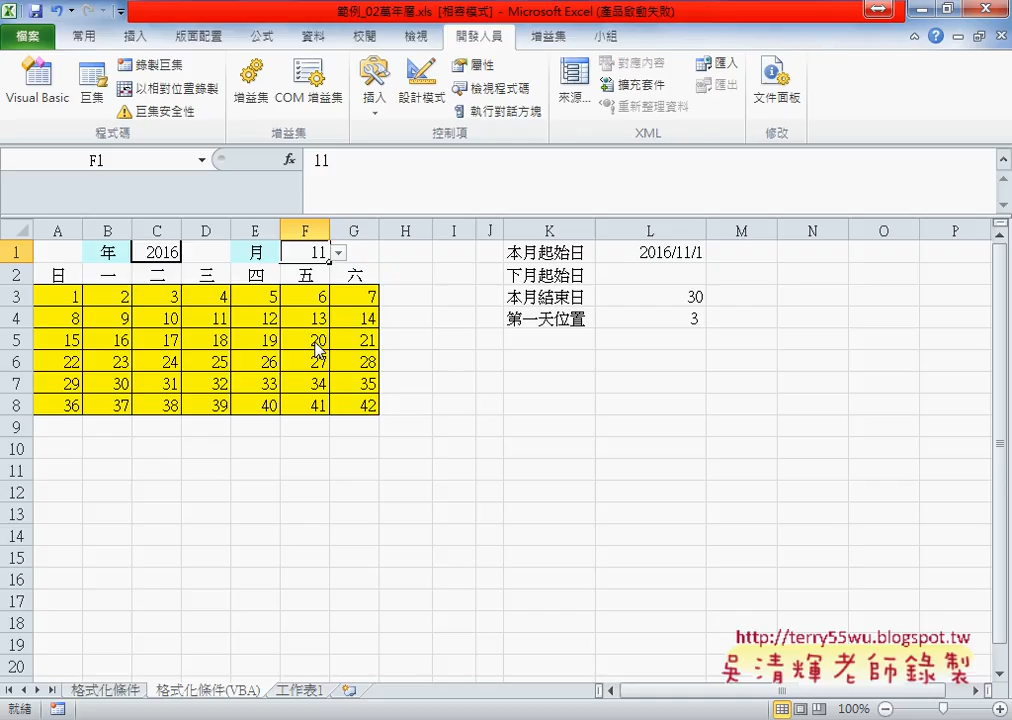 範例_02萬年曆.xls [相容模式] - Microsoft Excel (產品啟動失敗)
檔案 常用 插入 版面配置 公式 資料 校閱 檢視 開發人員 增益集 小組
Visual Basic 巨集 錄製巨集 以相對位置錄製 巨集安全性 程式碼
增益集 COM 增益集 增益集
插入 設計模式 屬性 檢視程式碼 執行對話方塊 控制項
來源... 對應內容 擴充套件 重新整理資料 匯入 匯出 XML
文件面板 修改
F1 fx 11
A B C D E F G H I J K L M N O P
1 年 2016 月 11 本月起始日 2016/11/1
2 日 一 二 三 四 五 六 下月起始日
3 1 2 3 4 5 6 7 本月結束日 30
4 8 9 10 11 12 13 14 第一天位置 3
5 15 16 17 18 19 20 21
6 22 23 24 25 26 27 28
7 29 30 31 32 33 34 35
8 36 37 38 39 40 41 42
9
10
11
12
13
14
15
16
17
18
19
20
http://terry55wu.blogspot.tw
吳清輝老師錄製
格式化條件 格式化條件(VBA) 工作表1
就緒 100%